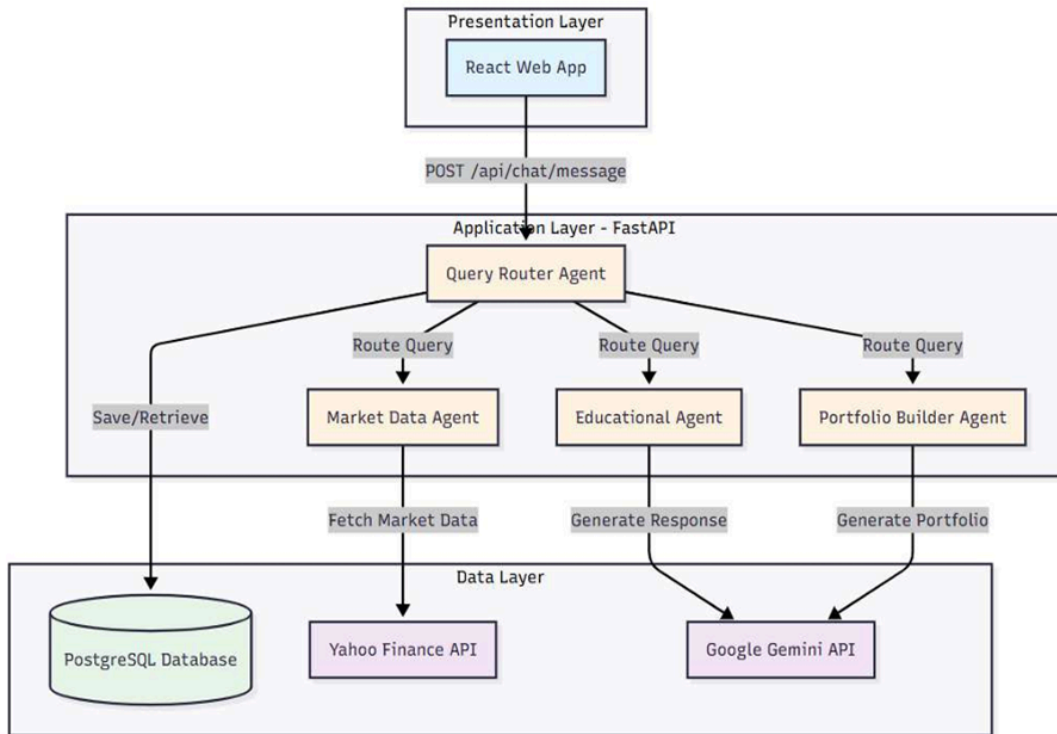 Presentation Layer
React Web App
POST /api/chat/message
Application Layer - FastAPI
Query Router Agent
Route Query
Route Query
Route Query
Save/Retrieve
Market Data Agent
Educational Agent
Portfolio Builder Agent
Fetch Market Data
Generate Response
Generate Portfolio
Data Layer
PostgreSQL Database
Yahoo Finance API
Google Gemini API